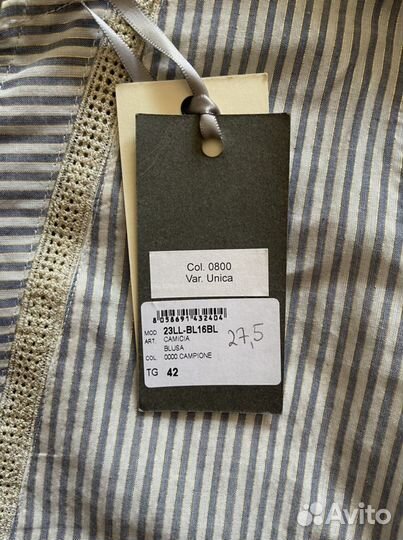 Col. 0800
Var. Unica
8 058691 432404
MOD 23LL-BL16BL
ART. CAMICIA
BLUSA
COL. 0000 CAMPIONE
TG 42
27,5
Avito